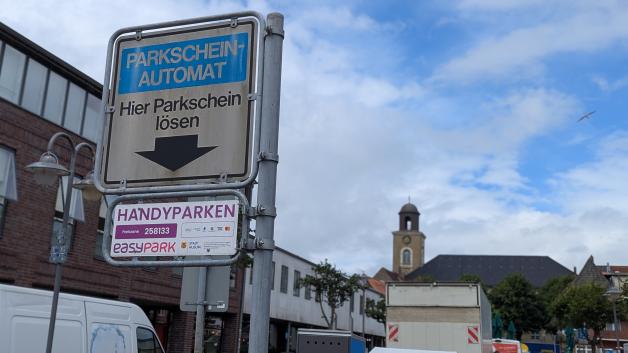 PARKSCHEIN-
AUTOMAT
Hier Parkschein
lösen
HANDYPARKEN
258133
easyPARK